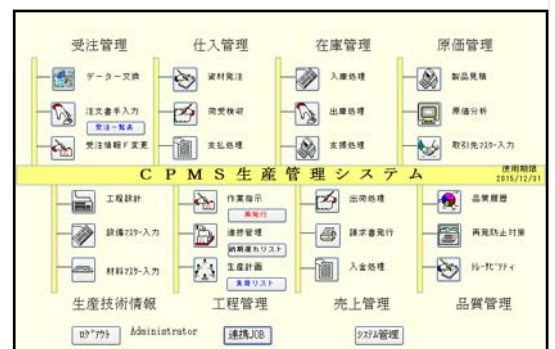 受注管理 仕入管理 在庫管理 原価管理
データー交換 資材発注 入庫処理 製品見積
注文書手入力 荷受検収 出庫処理 原価分析
受注一覧表
受注情報F変更 支払処理 支援処理 取引先ﾏｽﾀｰ入力
CPMS生産管理システム
使用期限
2015/12/31
工程設計 作業指示 出荷処理 品質履歴
再発行
設備ﾏｽﾀｰ入力 進捗管理 請求書発行 再発防止対策
納期遅れリスト
材料ﾏｽﾀｰ入力 生産計画 入金処理 ﾄﾚｰｻﾋﾞﾘﾃｨ
負荷リスト
生産技術情報 工程管理 売上管理 品質管理
ﾛｸﾞｱｳﾄ Administrator 連携JOB ｼｽﾃﾑ管理